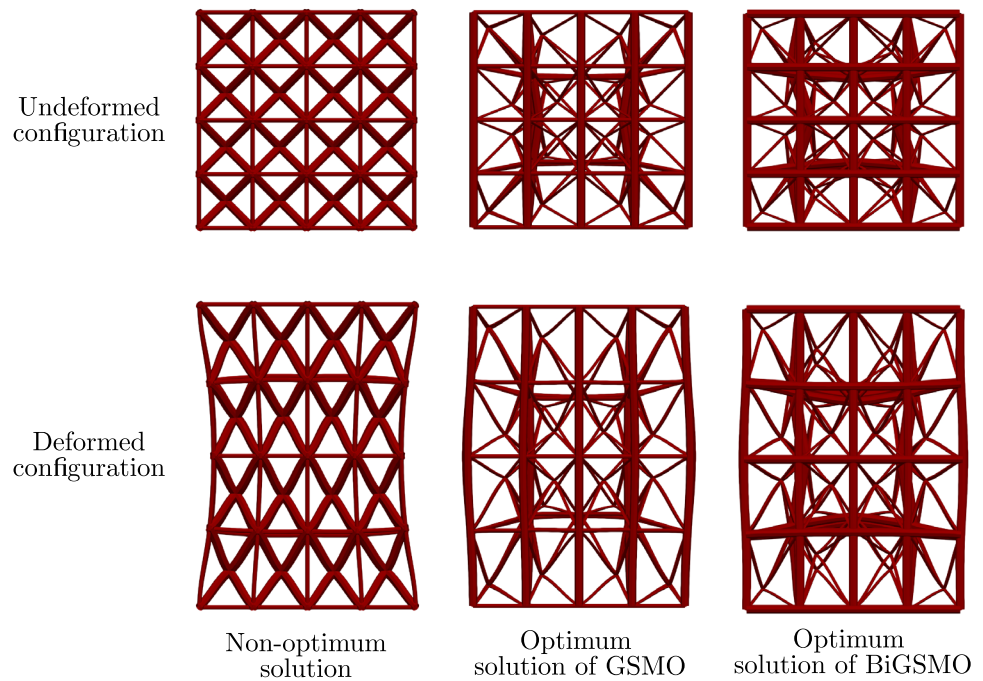 Undeformed
configuration
Deformed
configuration
Non-optimum
solution
Optimum
solution of GSMO
Optimum
solution of BiGSMO